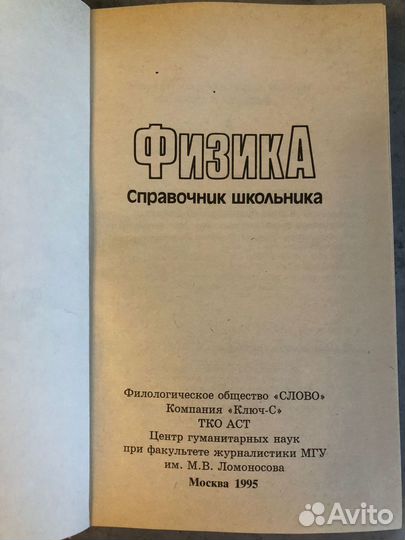 ФИЗИКА
Справочник школьника
Филологическое общество «СЛОВО»
Компания «Ключ-С»
ТКО АСТ
Центр гуманитарных наук
при факультете журналистики МГУ
им. М.В. Ломоносова
Москва 1995
Avito